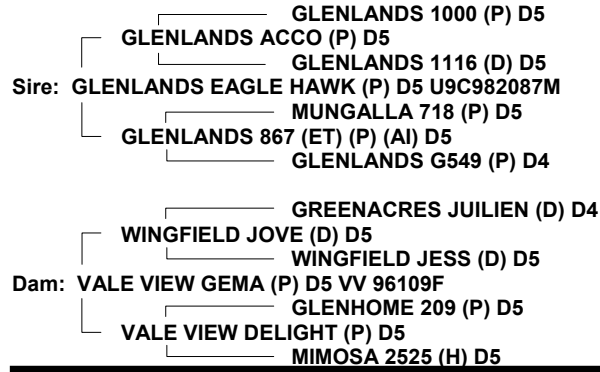 GLENLANDS 1000 (P) D5
GLENLANDS ACCO (P) D5
GLENLANDS 1116 (D) D5
Sire: GLENLANDS EAGLE HAWK (P) D5 U9C982087M
MUNGALLA 718 (P) D5
GLENLANDS 867 (ET) (P) (AI) D5
GLENLANDS G549 (P) D4
GREENACRES JUILIEN (D) D4
WINGFIELD JOVE (D) D5
WINGFIELD JESS (D) D5
Dam: VALE VIEW GEMA (P) D5 VV 96109F
GLENHOME 209 (P) D5
VALE VIEW DELIGHT (P) D5
MIMOSA 2525 (H) D5